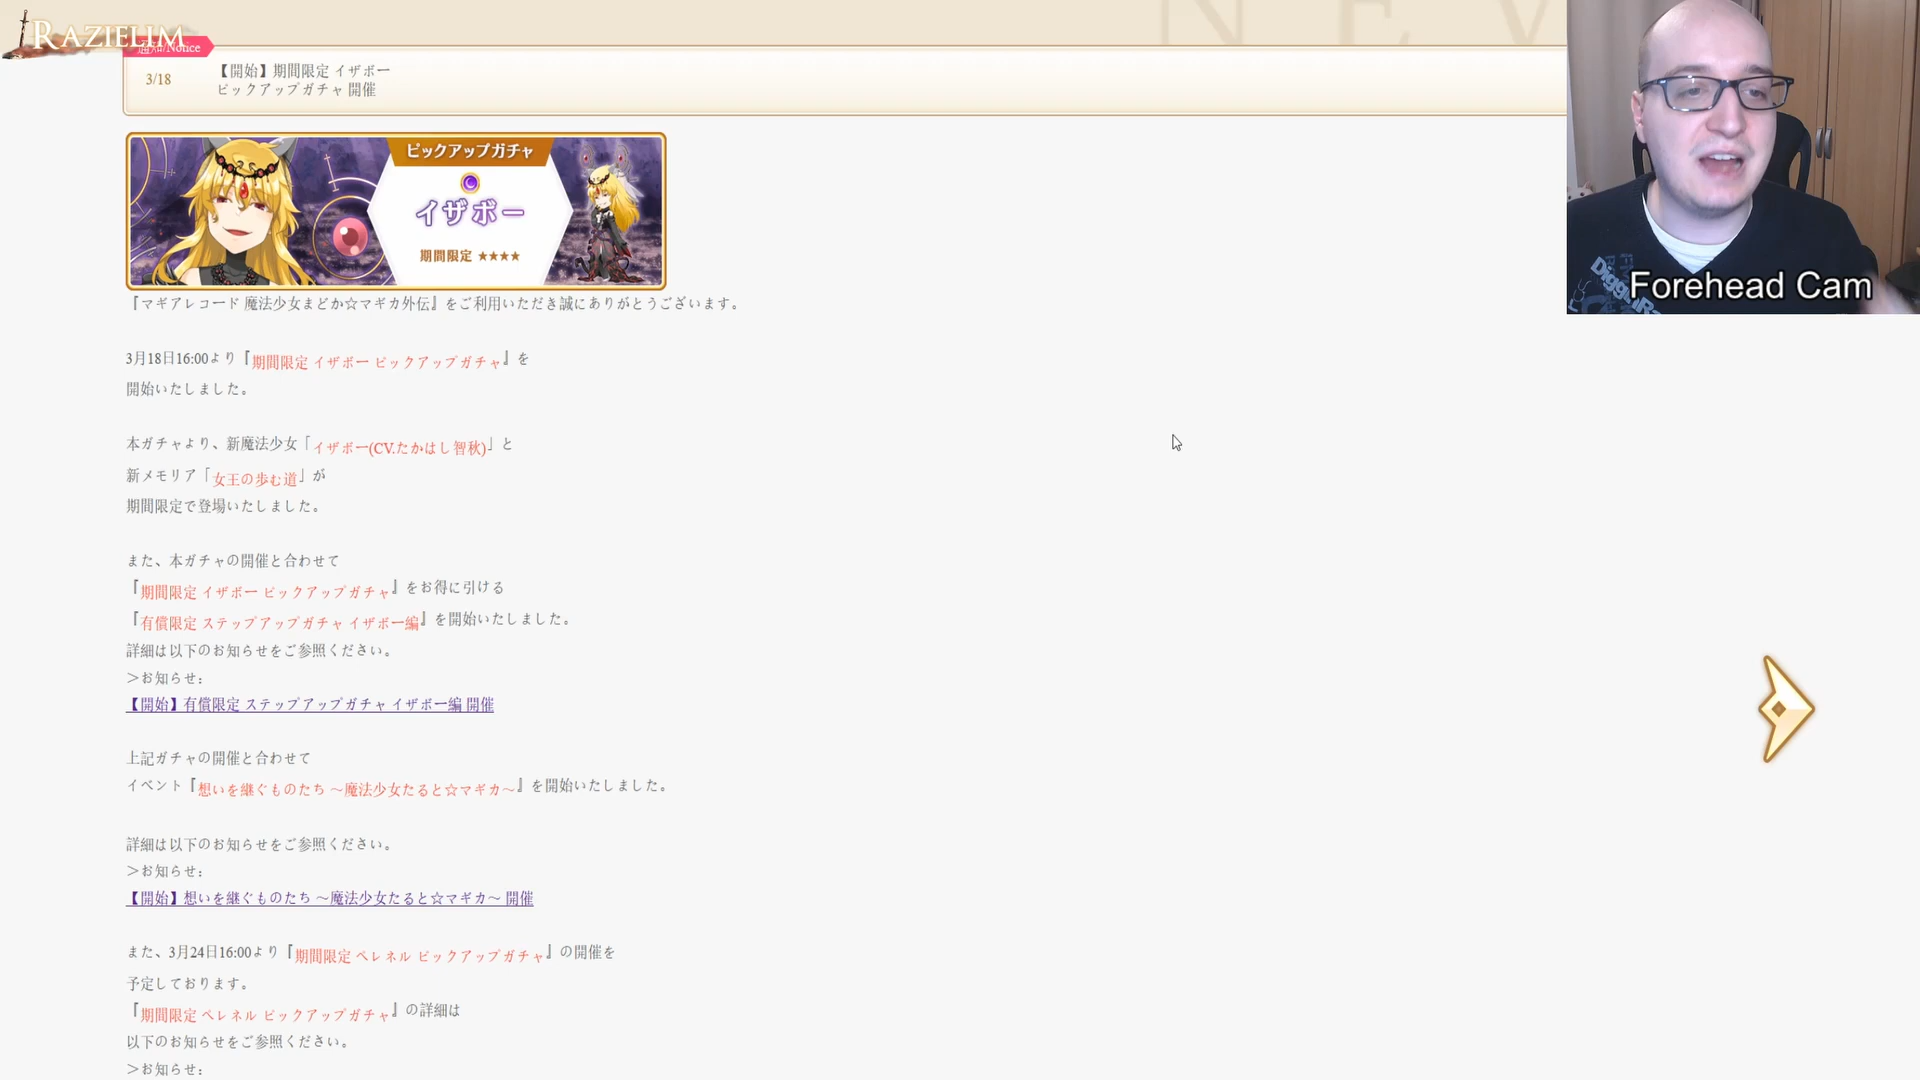 NEW
RAZIELIM
通知/Notice
3/18
【開始】期間限定 イザボー
ピックアップガチャ 開催
ピックアップガチャ
イザボー
期間限定 ★★★★
『マギアレコード 魔法少女まどか☆マギカ外伝』をご利用いただき誠にありがとうございます。
3月18日16:00より『期間限定 イザボー ピックアップガチャ』を
開始いたしました。
本ガチャより、新魔法少女「イザボー(CV.たかはし智秋)」と
新メモリア「女王の歩む道」が
期間限定で登場いたしました。
また、本ガチャの開催と合わせて
『期間限定 イザボー ピックアップガチャ』をお得に引ける
『有償限定 ステップアップガチャ イザボー編』を開始いたしました。
詳細は以下のお知らせをご参照ください。
＞お知らせ:
【開始】有償限定 ステップアップガチャ イザボー編 開催
上記ガチャの開催と合わせて
イベント『想いを継ぐものたち ～魔法少女たると☆マギカ～』を開始いたしました。
詳細は以下のお知らせをご参照ください。
＞お知らせ:
【開始】想いを継ぐものたち ～魔法少女たると☆マギカ～ 開催
また、3月24日16:00より『期間限定 ペレネル ピックアップガチャ』の開催を
予定しております。
『期間限定 ペレネル ピックアップガチャ』の詳細は
以下のお知らせをご参照ください。
＞お知らせ:
Forehead Cam